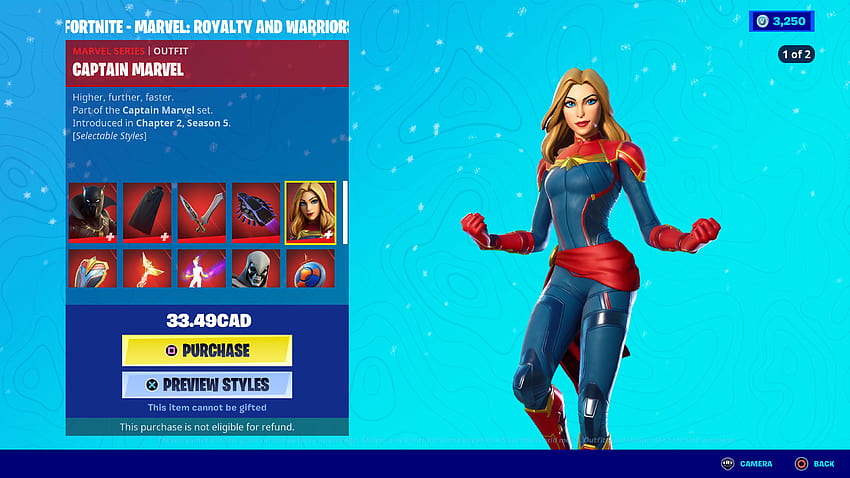 FORTNITE - MARVEL: ROYALTY AND WARRIORS
3,250
1 of 2
MARVEL SERIES | OUTFIT
CAPTAIN MARVEL
Higher, further, faster.
Part of the Captain Marvel set.
Introduced in Chapter 2, Season 5.
[Selectable Styles]
33.49CAD
PURCHASE
PREVIEW STYLES
This item cannot be gifted
This purchase is not eligible for refund.
CAMERA
BACK